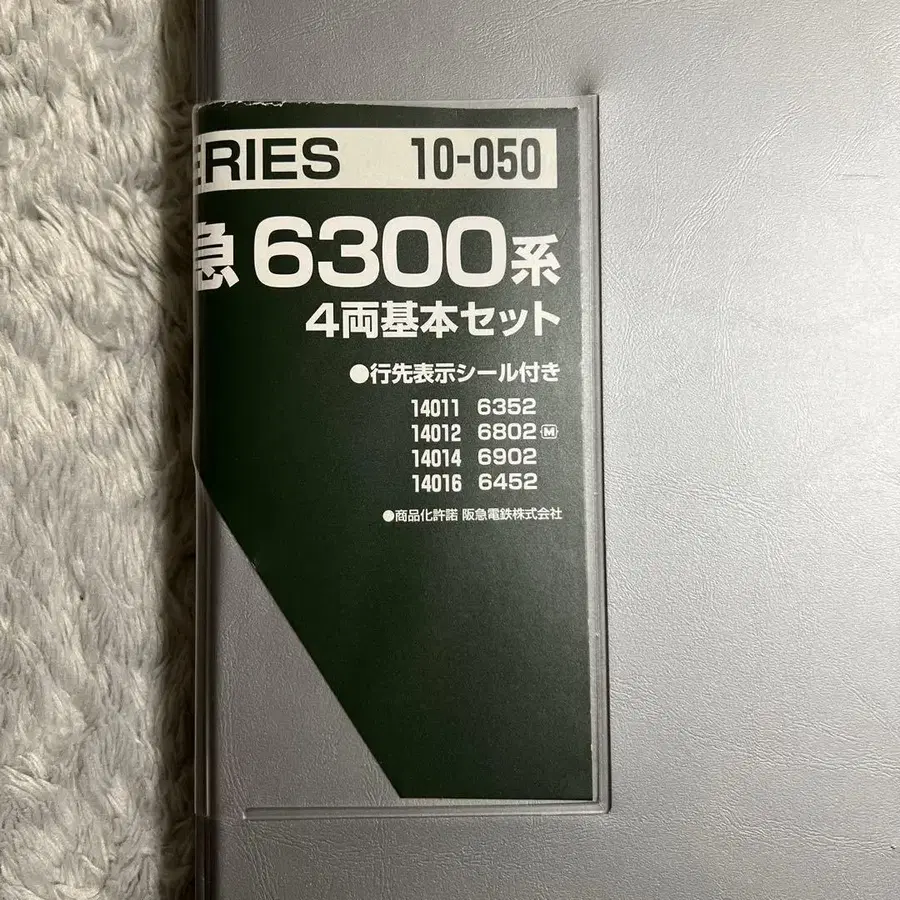 ERIES 10-050
急6300系
4両基本セット
●行先表示シール付き
14011 6352
14012 6802 M
14014 6902
14016 6452
●商品化許諾 阪急電鉄株式会社